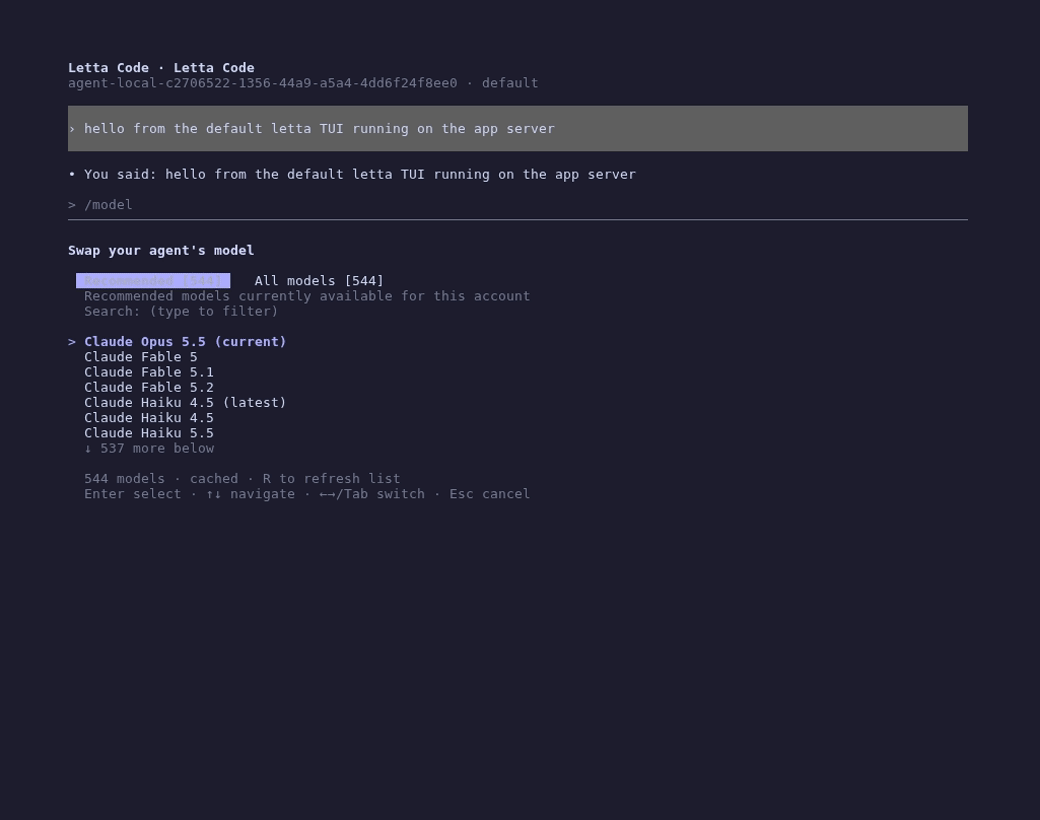 Letta Code · Letta Code
agent-local-c2706522-1356-44a9-a5a4-4dd6f24f8ee0 · default
› hello from the default letta TUI running on the app server
• You said: hello from the default letta TUI running on the app server
> /model
Swap your agent's model
Recommended [544] All models [544]
Recommended models currently available for this account
Search: (type to filter)
> Claude Opus 5.5 (current)
Claude Fable 5
Claude Fable 5.1
Claude Fable 5.2
Claude Haiku 4.5 (latest)
Claude Haiku 4.5
Claude Haiku 5.5
↓ 537 more below
544 models · cached · R to refresh list
Enter select · ↑↓ navigate · ←→/Tab switch · Esc cancel